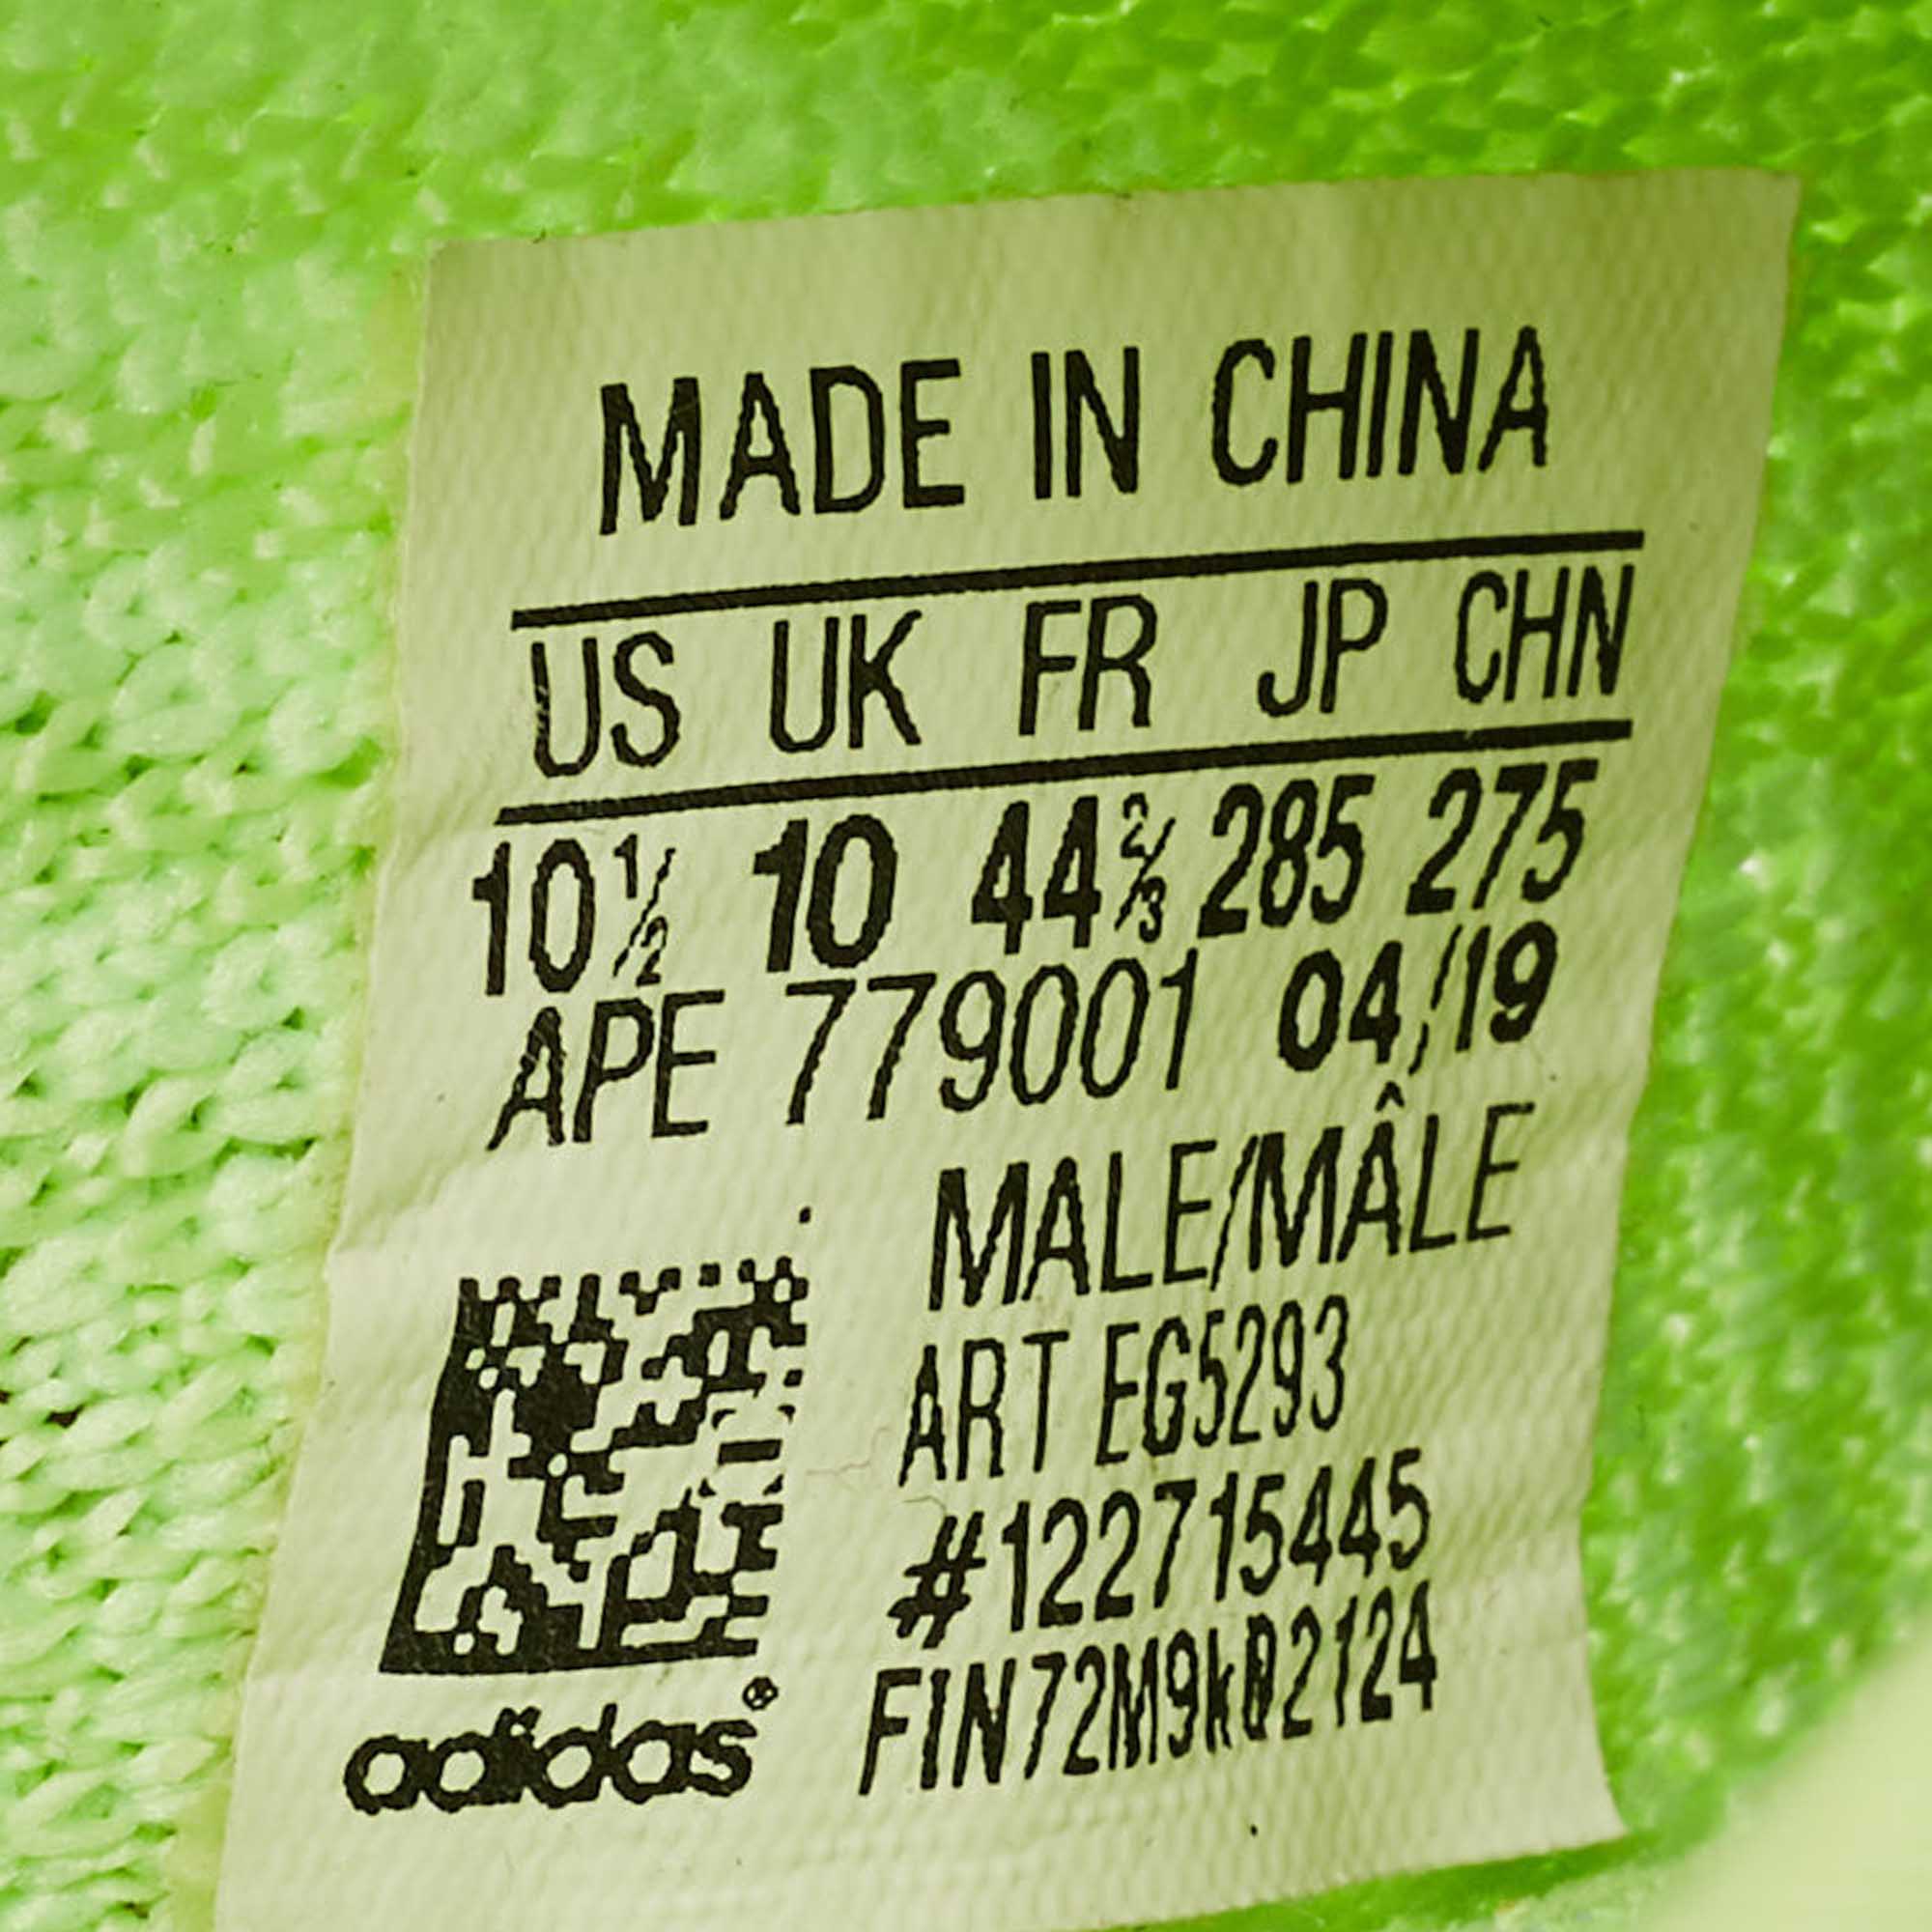 MADE IN CHINA
US UK FR JP CHN
10½ 10 44⅔ 285 275
APE 779001 04/19
MALE/MÂLE
ART EG5293
#122715445
adidas®